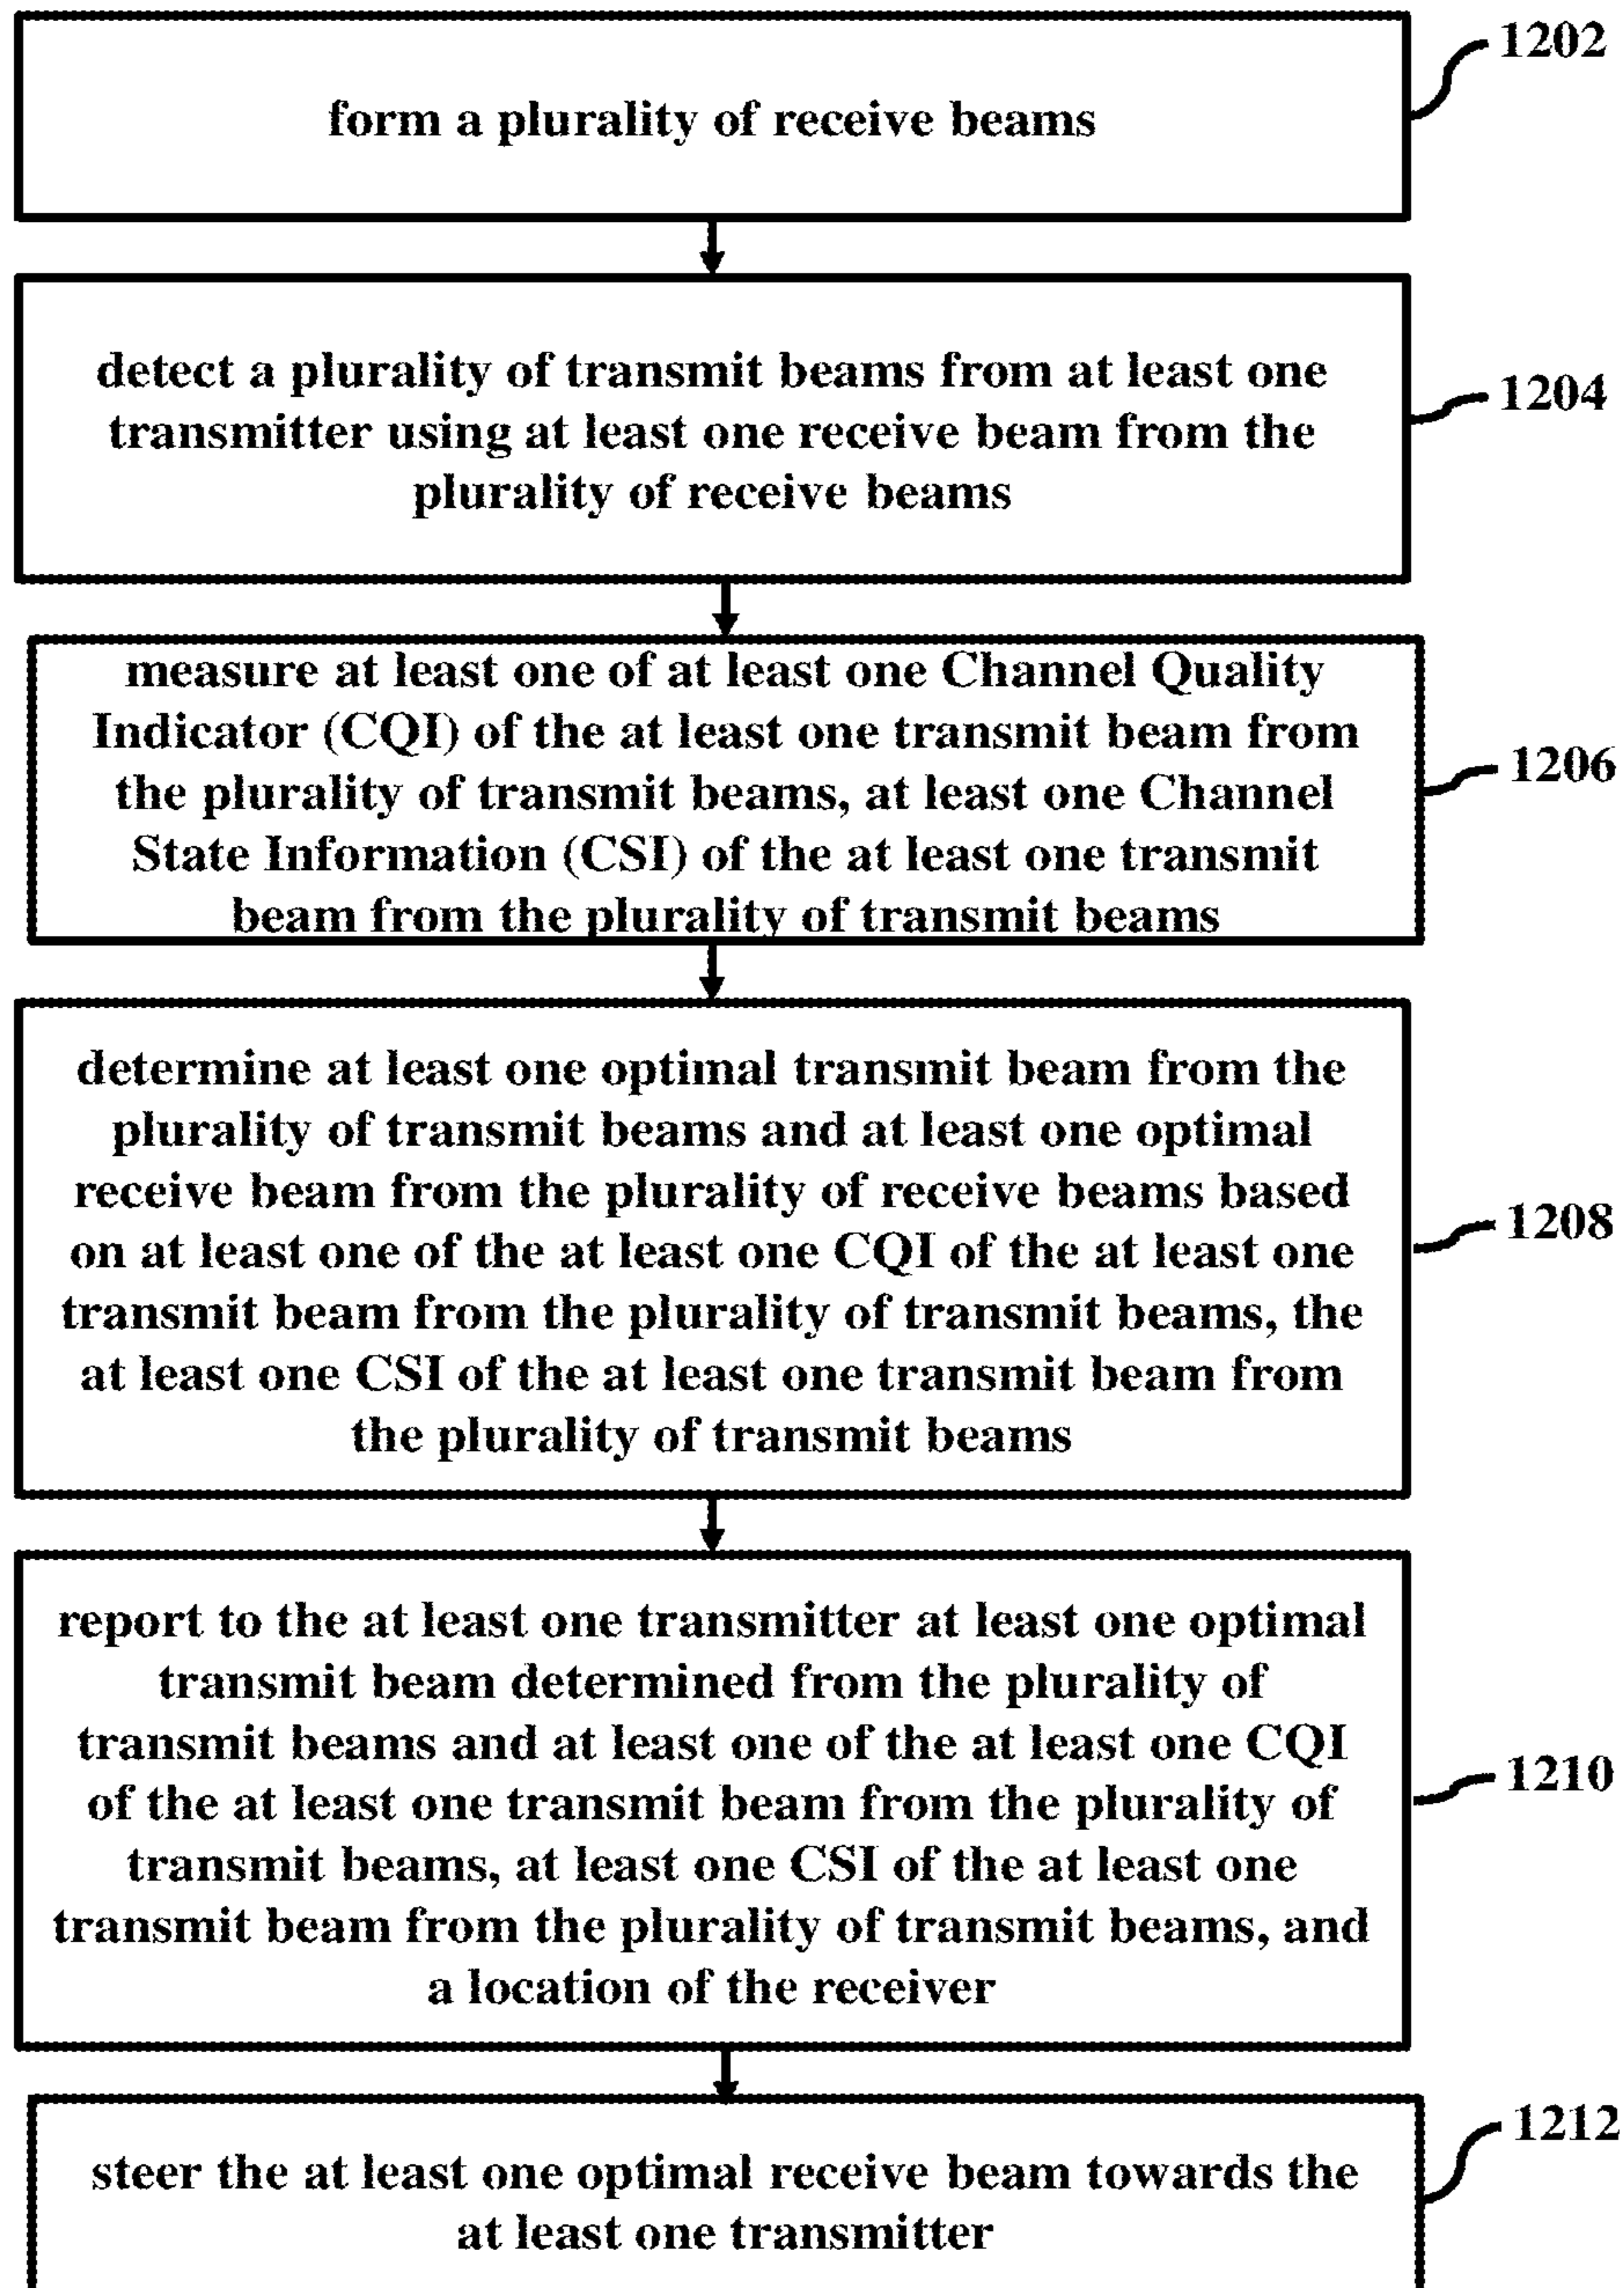 form a plurality of receive beams
1202
detect a plurality of transmit beams from at least one
transmitter using at least one receive beam from the
plurality of receive beams
1204
measure at least one of at least one Channel Quality
Indicator (CQI) of the at least one transmit beam from
the plurality of transmit beams, at least one Channel
State Information (CSI) of the at least one transmit
beam from the plurality of transmit beams
1206
determine at least one optimal transmit beam from the
plurality of transmit beams and at least one optimal
receive beam from the plurality of receive beams based
on at least one of the at least one CQI of the at least one
transmit beam from the plurality of transmit beams, the
at least one CSI of the at least one transmit beam from
the plurality of transmit beams
1208
report to the at least one transmitter at least one optimal
transmit beam determined from the plurality of
transmit beams and at least one of the at least one CQI
of the at least one transmit beam from the plurality of
transmit beams, at least one CSI of the at least one
transmit beam from the plurality of transmit beams, and
a location of the receiver
1210
steer the at least one optimal receive beam towards the
at least one transmitter
1212